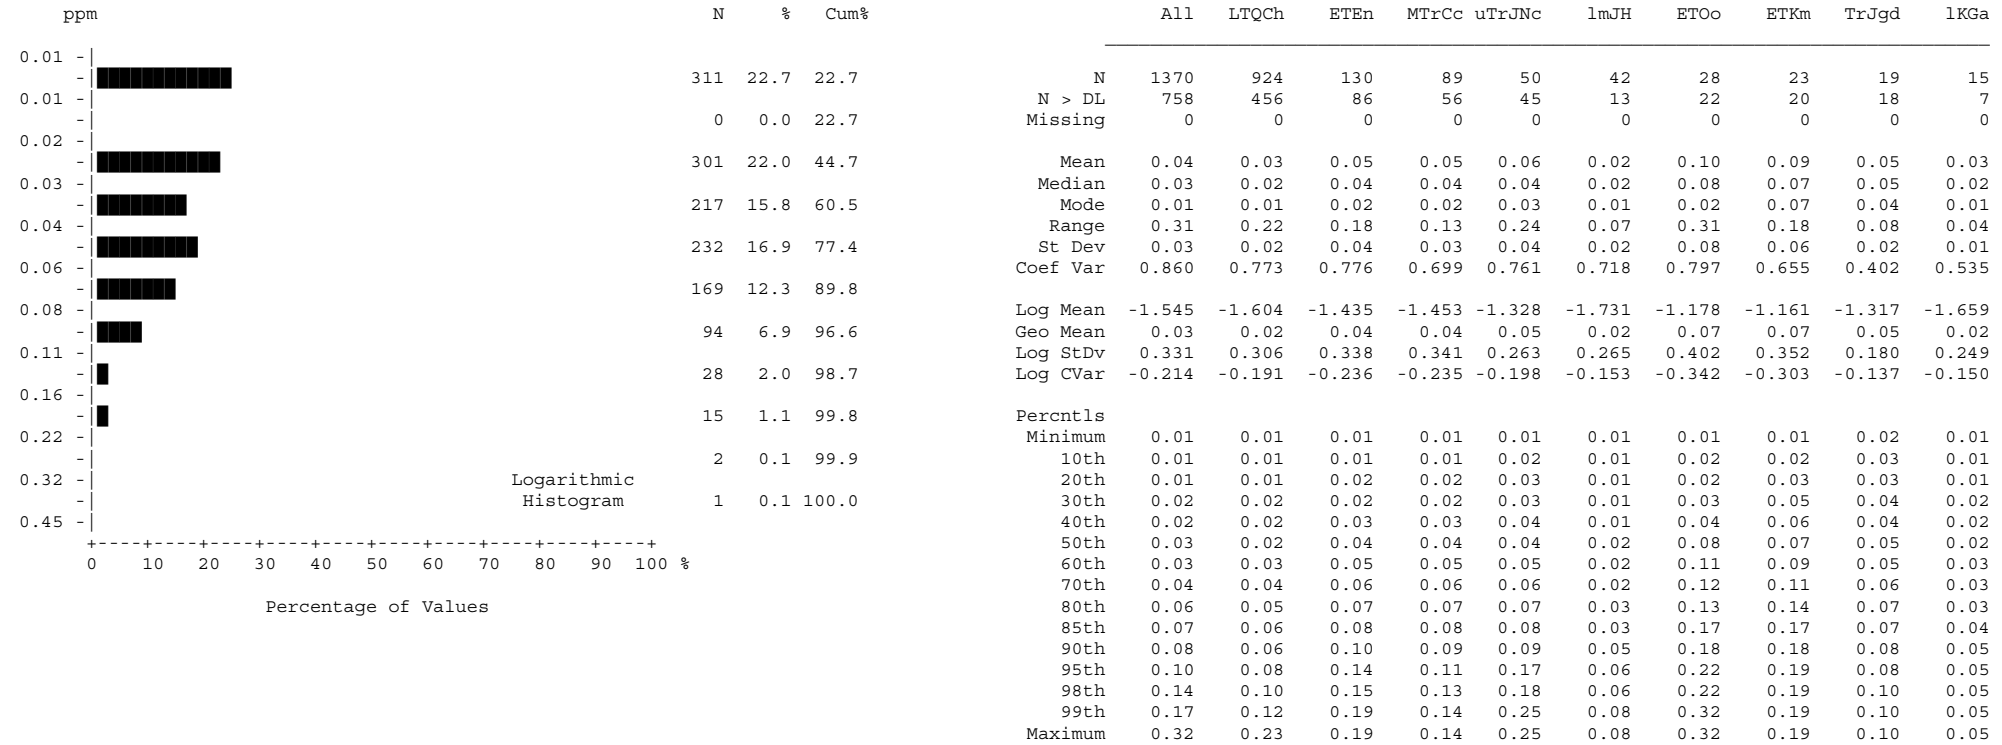 ppm N % Cum% All LTQCh ETEn MTrCc uTrJNc lmJH ETOo ETKm TrJgd lKGa
0.01
311 22.7 22.7 N 1370 924 130 89 50 42 28 23 19 15
0.01 N > DL 758 456 86 56 45 13 22 20 18 7
0 0.0 22.7 Missing 0 0 0 0 0 0 0 0 0 0
0.02
301 22.0 44.7 Mean 0.04 0.03 0.05 0.05 0.06 0.02 0.10 0.09 0.05 0.03
0.03 Median 0.03 0.02 0.04 0.04 0.04 0.02 0.08 0.07 0.05 0.02
217 15.8 60.5 Mode 0.01 0.01 0.02 0.02 0.03 0.01 0.02 0.07 0.04 0.01
0.04 Range 0.31 0.22 0.18 0.13 0.24 0.07 0.31 0.18 0.08 0.04
232 16.9 77.4 St Dev 0.03 0.02 0.04 0.03 0.04 0.02 0.08 0.06 0.02 0.01
0.06 Coef Var 0.860 0.773 0.776 0.699 0.761 0.718 0.797 0.655 0.402 0.535
169 12.3 89.8
0.08 Log Mean -1.545 -1.604 -1.435 -1.453 -1.328 -1.731 -1.178 -1.161 -1.317 -1.659
94 6.9 96.6 Geo Mean 0.03 0.02 0.04 0.04 0.05 0.02 0.07 0.07 0.05 0.02
0.11 Log StDv 0.331 0.306 0.338 0.341 0.263 0.265 0.402 0.352 0.180 0.249
28 2.0 98.7 Log CVar -0.214 -0.191 -0.236 -0.235 -0.198 -0.153 -0.342 -0.303 -0.137 -0.150
0.16
15 1.1 99.8 Percntls
0.22 Minimum 0.01 0.01 0.01 0.01 0.01 0.01 0.01 0.01 0.02 0.01
2 0.1 99.9 10th 0.01 0.01 0.01 0.01 0.02 0.01 0.02 0.02 0.03 0.01
0.32 Logarithmic 20th 0.01 0.01 0.02 0.02 0.03 0.01 0.02 0.03 0.03 0.01
Histogram 1 0.1 100.0 30th 0.02 0.02 0.02 0.02 0.03 0.01 0.03 0.05 0.04 0.02
0.45 40th 0.02 0.02 0.03 0.03 0.04 0.01 0.04 0.06 0.04 0.02
50th 0.03 0.02 0.04 0.04 0.04 0.02 0.08 0.07 0.05 0.02
0 10 20 30 40 50 60 70 80 90 100 % 60th 0.03 0.03 0.05 0.05 0.05 0.02 0.11 0.09 0.05 0.03
70th 0.04 0.04 0.06 0.06 0.06 0.02 0.12 0.11 0.06 0.03
Percentage of Values 80th 0.06 0.05 0.07 0.07 0.07 0.03 0.13 0.14 0.07 0.03
85th 0.07 0.06 0.08 0.08 0.08 0.03 0.17 0.17 0.07 0.04
90th 0.08 0.06 0.10 0.09 0.09 0.05 0.18 0.18 0.08 0.05
95th 0.10 0.08 0.14 0.11 0.17 0.06 0.22 0.19 0.08 0.05
98th 0.14 0.10 0.15 0.13 0.18 0.06 0.22 0.19 0.10 0.05
99th 0.17 0.12 0.19 0.14 0.25 0.08 0.32 0.19 0.10 0.05
Maximum 0.32 0.23 0.19 0.14 0.25 0.08 0.32 0.19 0.10 0.05